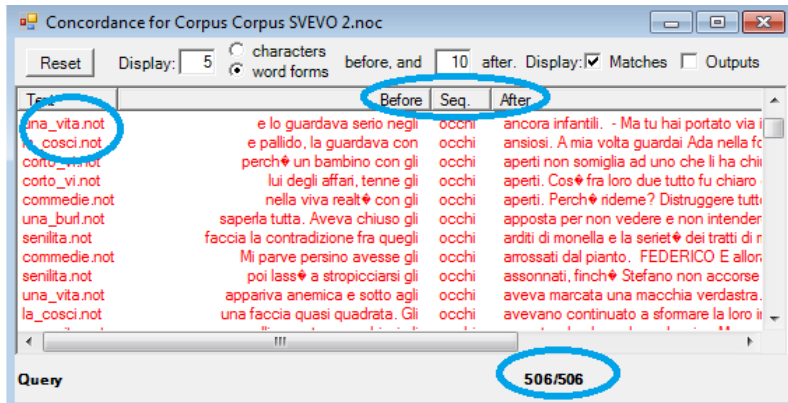 Concordance for Corpus Corpus SVEVO 2.noc
Reset Display: 5 characters word forms before, and 10 after. Display: Matches Outputs
Text Before Seq. After
una_vita.not e lo guardava serio negli occhi ancora infantili. - Ma tu hai portato via i
la_cosci.not e pallido, la guardava con occhi ansiosi. A mia volta guardai Ada nella fo
corto_vi.not perch� un bambino con gli occhi aperti non somiglia ad uno che li ha chi
corto_vi.not lui degli affari, tenne gli occhi aperti. Cos� fra loro due tutto fu chiaro
commedie.not nella viva realt� con gli occhi aperti. Perch� riderne? Distruggere tutt
una_burl.not saperla tutta. Aveva chiuso gli occhi apposta per non vedere e non intender
senilita.not faccia la contradizione fra quegli occhi arditi di monella e la seriet� dei tratti di
commedie.not Mi parve persino avesse gli occhi arrossati dal pianto. FEDERICO E allor
senilita.not poi lass� a stropicciarsi gli occhi assonnati, finch� Stefano non accorse
una_vita.not appariva anemica e sotto agli occhi aveva marcata una macchia verdastra.
la_cosci.not una faccia quasi quadrata. Gli occhi avevano continuato a sformare la loro i
Query 506/506